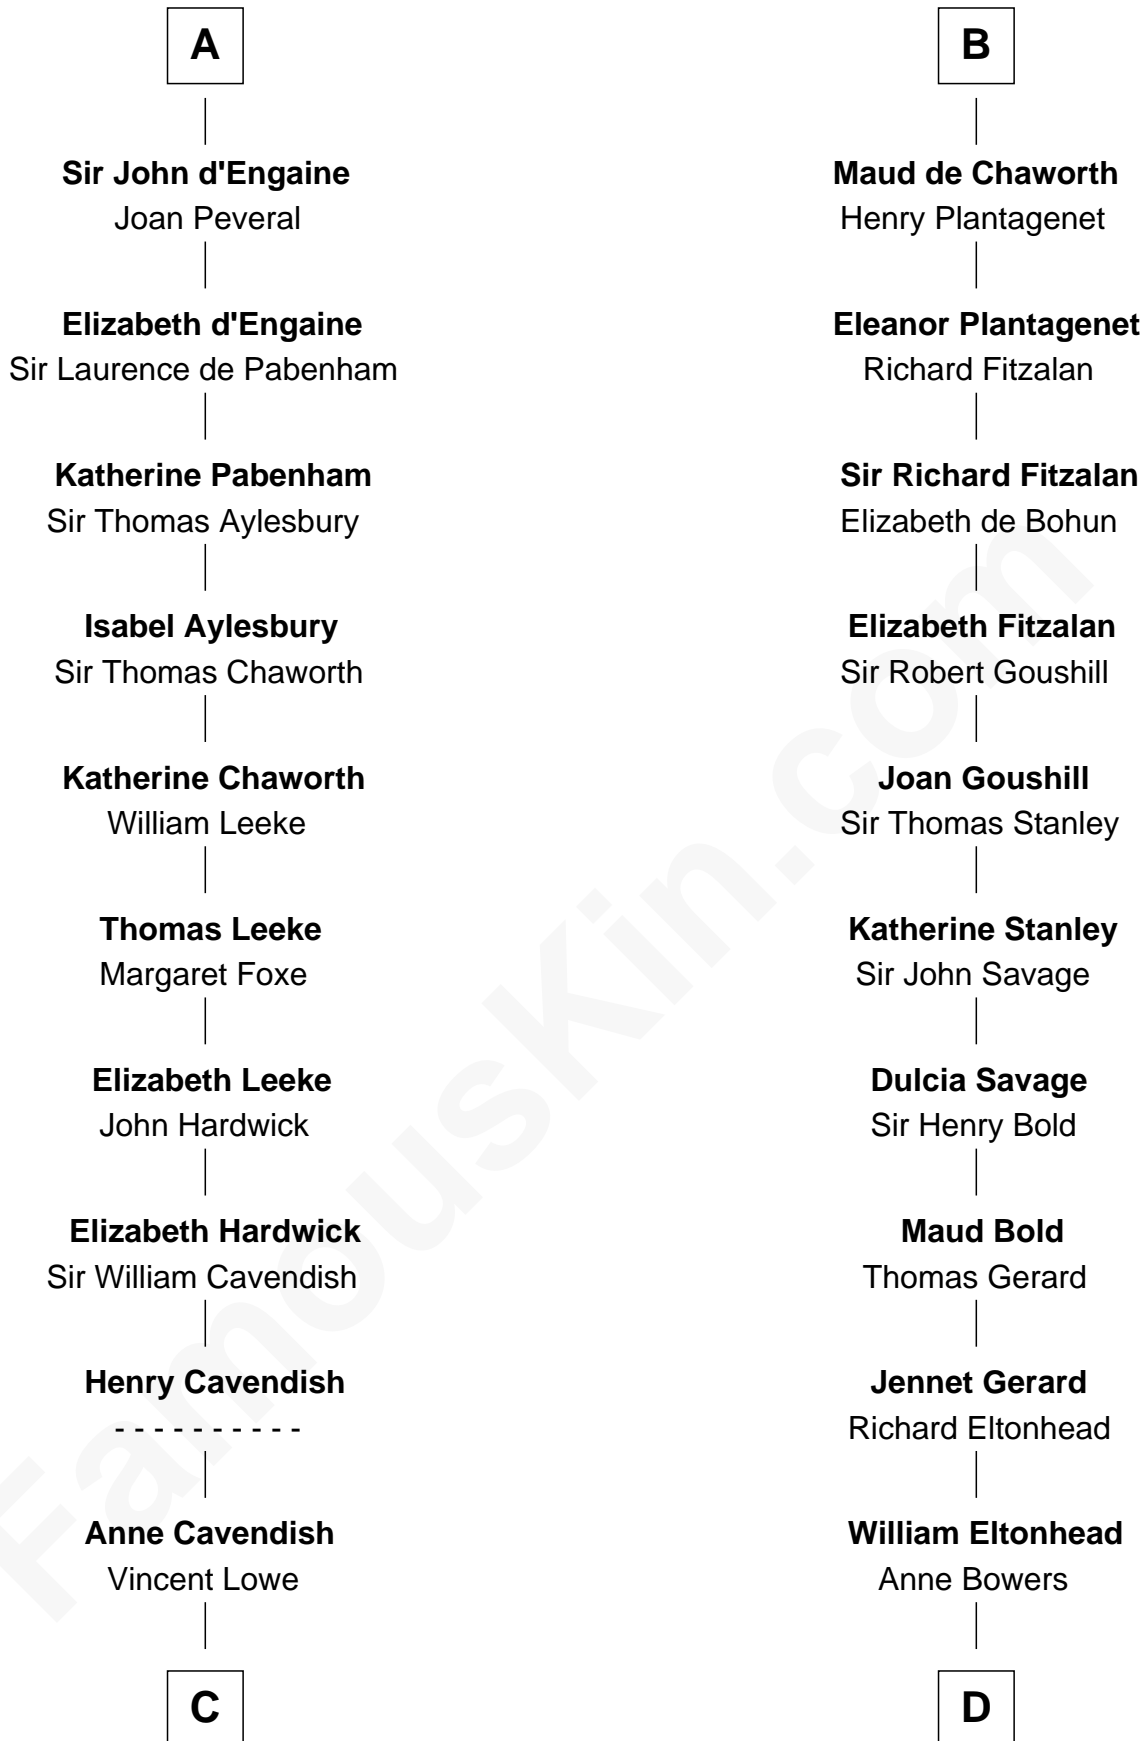 A
Sir John d'Engaine
Joan Peveral
Elizabeth d'Engaine
Sir Laurence de Pabenham
Katherine Pabenham
Sir Thomas Aylesbury
Isabel Aylesbury
Sir Thomas Chaworth
Katherine Chaworth
William Leeke
Thomas Leeke
Margaret Foxe
Elizabeth Leeke
John Hardwick
Elizabeth Hardwick
Sir William Cavendish
Henry Cavendish
- - - - - - - - - -
Anne Cavendish
Vincent Lowe
C
B
Maud de Chaworth
Henry Plantagenet
Eleanor Plantagenet
Richard Fitzalan
Sir Richard Fitzalan
Elizabeth de Bohun
Elizabeth Fitzalan
Sir Robert Goushill
Joan Goushill
Sir Thomas Stanley
Katherine Stanley
Sir John Savage
Dulcia Savage
Sir Henry Bold
Maud Bold
Thomas Gerard
Jennet Gerard
Richard Eltonhead
William Eltonhead
Anne Bowers
D
FamousKin.com